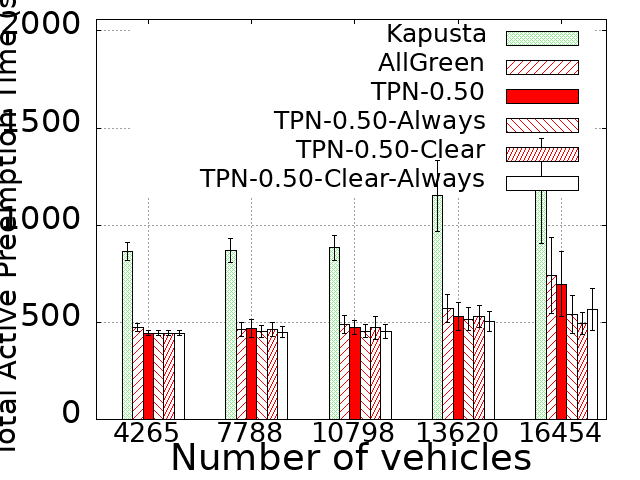 Total Active Preemption Time (s
2000
1500
1000
500
0
Kapusta
AllGreen
TPN-0.50
TPN-0.50-Always
TPN-0.50-Clear
TPN-0.50-Clear-Always
4265 7788 10798 13620 16454
Number of vehicles